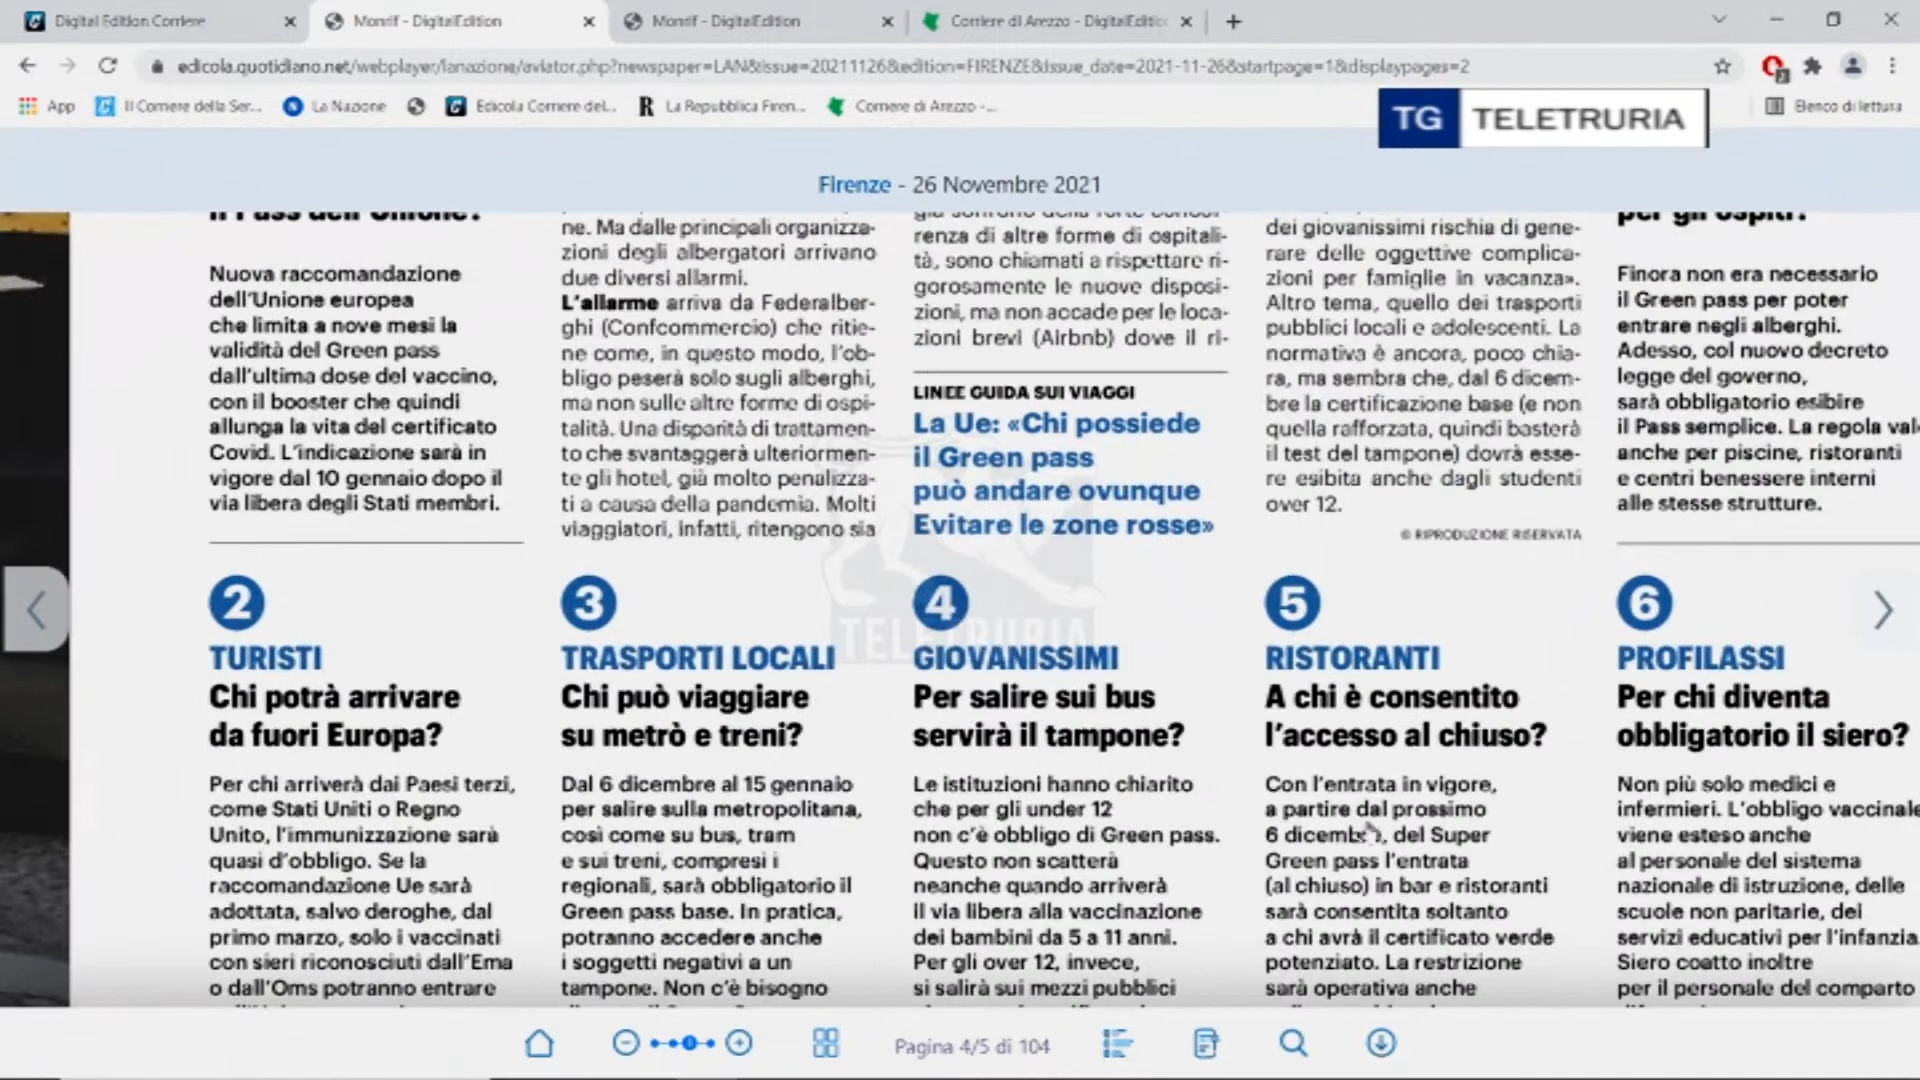 Digital Edition Corriere
Monrif - DigitalEdition
Monrif - DigitalEdition
Corriere di Arezzo - DigitalEditic
edicola.quotidiano.net/webplayer/lanazione/aviator.php?newspaper=LAN&issue=20211126&edition=FIRENZE&issue_date=2021-11-26&startpage=1&displaypages=2
App
Il Corriere della Ser...
La Nazione
Edicola Corriere del...
La Repubblica Firen...
Corriere di Arezzo -...
Elenco di lettura
TG TELETRURIA
Firenze - 26 Novembre 2021
il Pass dell'Unione?
Nuova raccomandazione
dell'Unione europea
che limita a nove mesi la
validità del Green pass
dall'ultima dose del vaccino,
con il booster che quindi
allunga la vita del certificato
Covid. L'indicazione sarà in
vigore dal 10 gennaio dopo il
via libera degli Stati membri.
ne. Ma dalle principali organizza-
zioni degli albergatori arrivano
due diversi allarmi.
L'allarme arriva da Federalber-
ghi (Confcommercio) che ritie-
ne come, in questo modo, l'ob-
bligo peserà solo sugli alberghi,
ma non sulle altre forme di ospi-
talità. Una disparità di trattamen-
to che svantaggerà ulteriormen-
te gli hotel, già molto penalizza-
ti a causa della pandemia. Molti
viaggiatori, infatti, ritengono sia
già soffrono della forte concor-
renza di altre forme di ospitali-
tà, sono chiamati a rispettare ri-
gorosamente le nuove disposi-
zioni, ma non accade per le loca-
zioni brevi (Airbnb) dove il ri-
LINEE GUIDA SUI VIAGGI
La Ue: «Chi possiede
il Green pass
può andare ovunque
Evitare le zone rosse»
dei giovanissimi rischia di gene-
rare delle oggettive complica-
zioni per famiglie in vacanza».
Altro tema, quello dei trasporti
pubblici locali e adolescenti. La
normativa è ancora, poco chia-
ra, ma sembra che, dal 6 dicem-
bre la certificazione base (e non
quella rafforzata, quindi basterà
il test del tampone) dovrà esse-
re esibita anche dagli studenti
over 12.
© RIPRODUZIONE RISERVATA
per gli ospiti?
Finora non era necessario
il Green pass per poter
entrare negli alberghi.
Adesso, col nuovo decreto
legge del governo,
sarà obbligatorio esibire
il Pass semplice. La regola val
anche per piscine, ristoranti
e centri benessere interni
alle stesse strutture.
TELETRURIA
2
TURISTI
Chi potrà arrivare
da fuori Europa?
Per chi arriverà dai Paesi terzi,
come Stati Uniti o Regno
Unito, l'immunizzazione sarà
quasi d'obbligo. Se la
raccomandazione Ue sarà
adottata, salvo deroghe, dal
primo marzo, solo i vaccinati
con sieri riconosciuti dall'Ema
o dall'Oms potranno entrare
3
TRASPORTI LOCALI
Chi può viaggiare
su metrò e treni?
Dal 6 dicembre al 15 gennaio
per salire sulla metropolitana,
così come su bus, tram
e sui treni, compresi i
regionali, sarà obbligatorio il
Green pass base. In pratica,
potranno accedere anche
i soggetti negativi a un
tampone. Non c'è bisogno
4
GIOVANISSIMI
Per salire sui bus
servirà il tampone?
Le istituzioni hanno chiarito
che per gli under 12
non c'è obbligo di Green pass.
Questo non scatterà
neanche quando arriverà
il via libera alla vaccinazione
dei bambini da 5 a 11 anni.
Per gli over 12, invece,
si salirà sui mezzi pubblici
5
RISTORANTI
A chi è consentito
l'accesso al chiuso?
Con l'entrata in vigore,
a partire dal prossimo
6 dicembre, del Super
Green pass l'entrata
(al chiuso) in bar e ristoranti
sarà consentita soltanto
a chi avrà il certificato verde
potenziato. La restrizione
sarà operativa anche
6
PROFILASSI
Per chi diventa
obbligatorio il siero?
Non più solo medici e
infermieri. L'obbligo vaccinale
viene esteso anche
al personale del sistema
nazionale di istruzione, delle
scuole non paritarie, dei
servizi educativi per l'infanzia.
Siero coatto inoltre
per il personale del comparto
Pagina 4/5 di 104